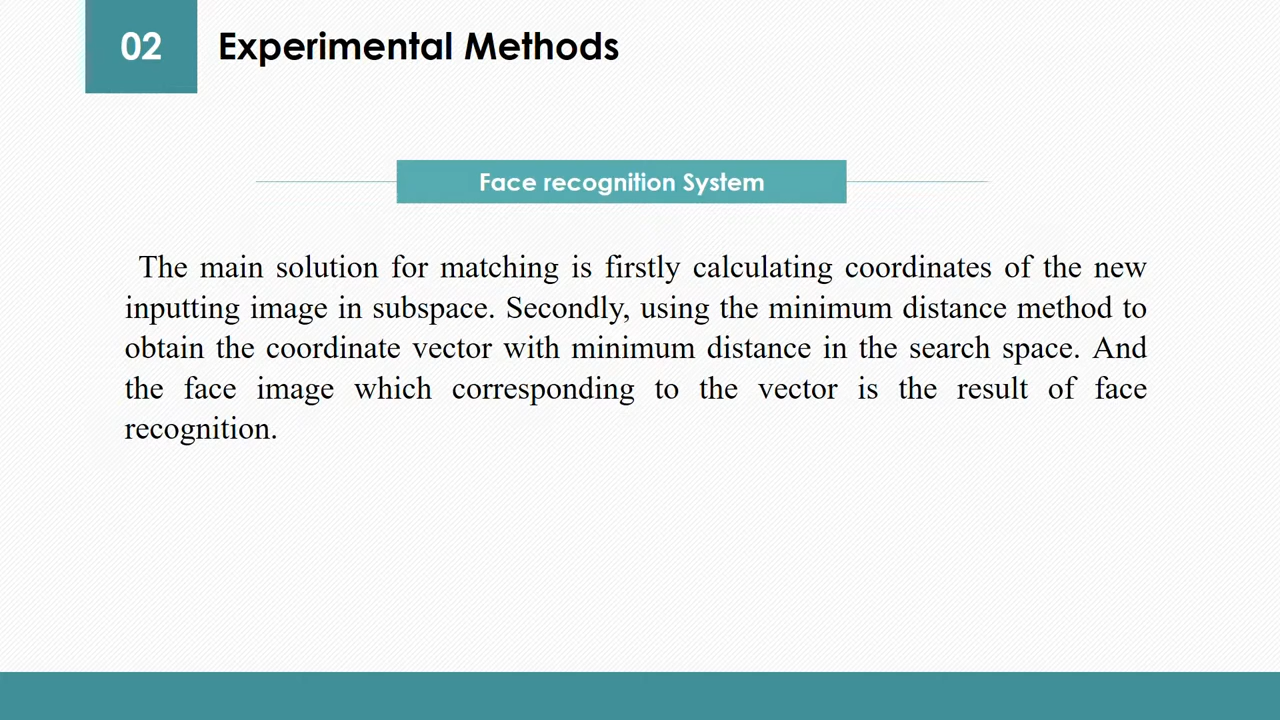 02
Experimental Methods
Face recognition System
The main solution for matching is firstly calculating coordinates of the new
inputting image in subspace. Secondly, using the minimum distance method to
obtain the coordinate vector with minimum distance in the search space. And
the face image which corresponding to the vector is the result of face
recognition.